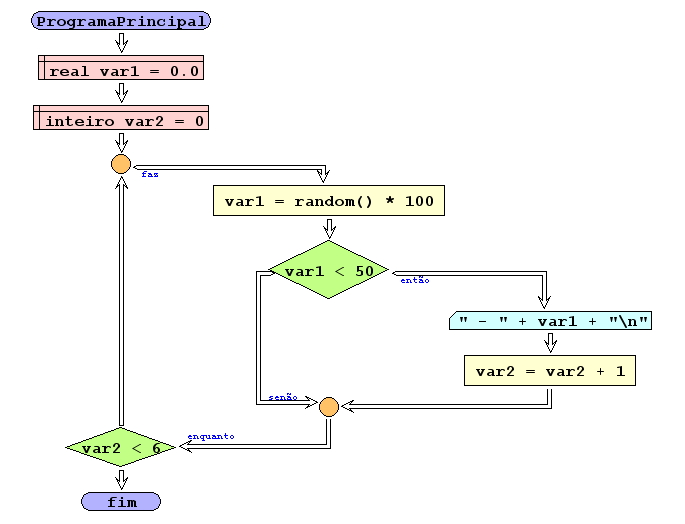 ProgramaPrincipal
real var1 = 0.0
inteiro var2 = 0
faz
var1 = random() * 100
var1 < 50
então
" - " + var1 + "\n"
var2 = var2 + 1
senão
enquanto
var2 < 6
fim